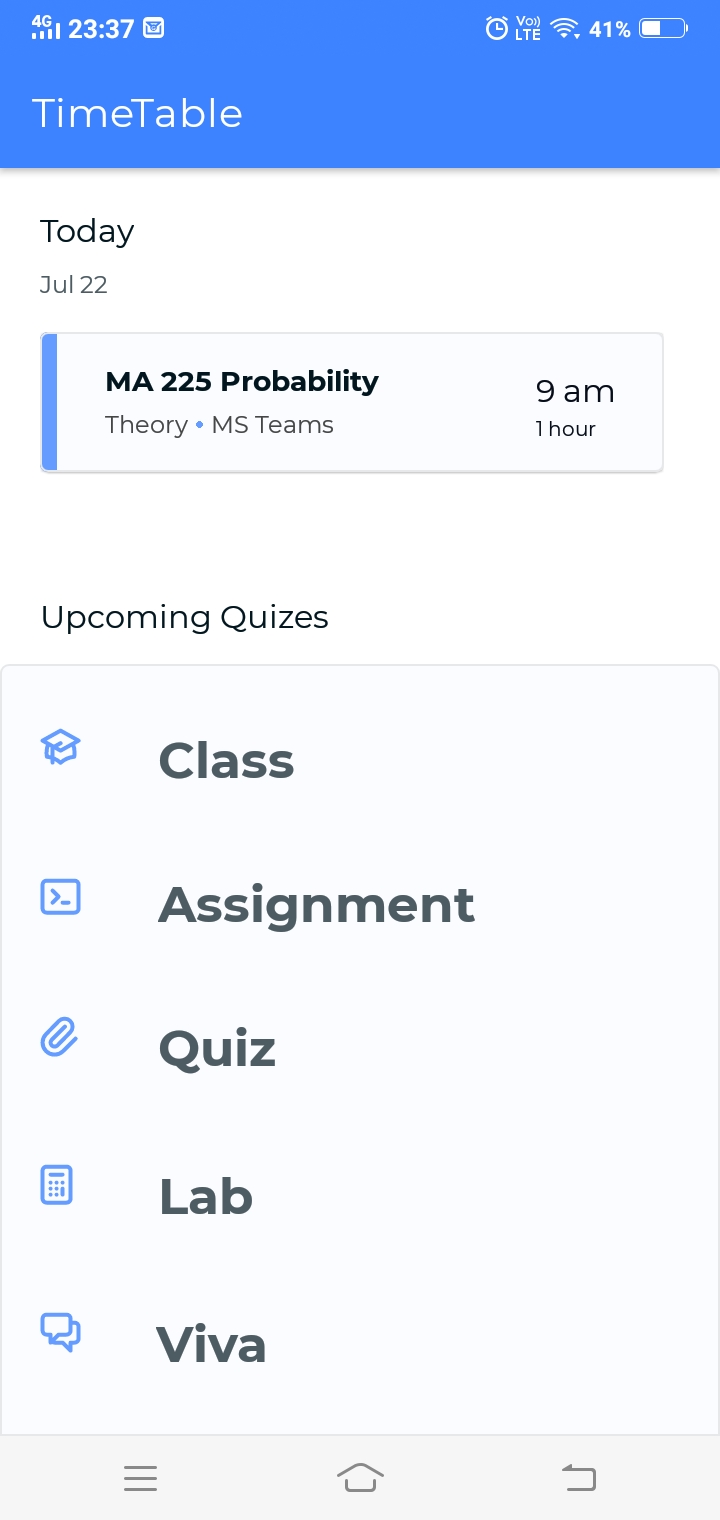 4G 23:37 Vo)) LTE 41%
TimeTable
Today
Jul 22
MA 225 Probability
9 am
Theory • MS Teams
1 hour
Upcoming Quizes
Class
Assignment
Quiz
Lab
Viva